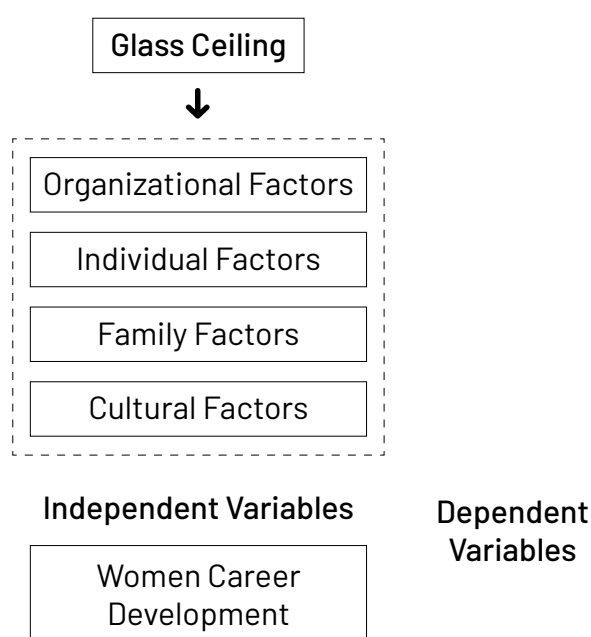 Glass Ceiling
Organizational Factors
Individual Factors
Family Factors
Cultural Factors
Independent Variables
Dependent
Variables
Women Career
Development